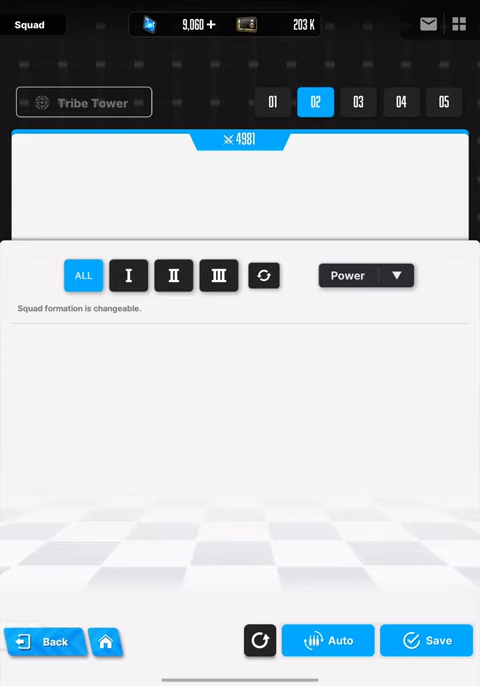 Squad
9,060 +
203 K
Tribe Tower
01
02
03
04
05
4981
ALL
I
II
III
Power
Squad formation is changeable.
Back
Auto
Save